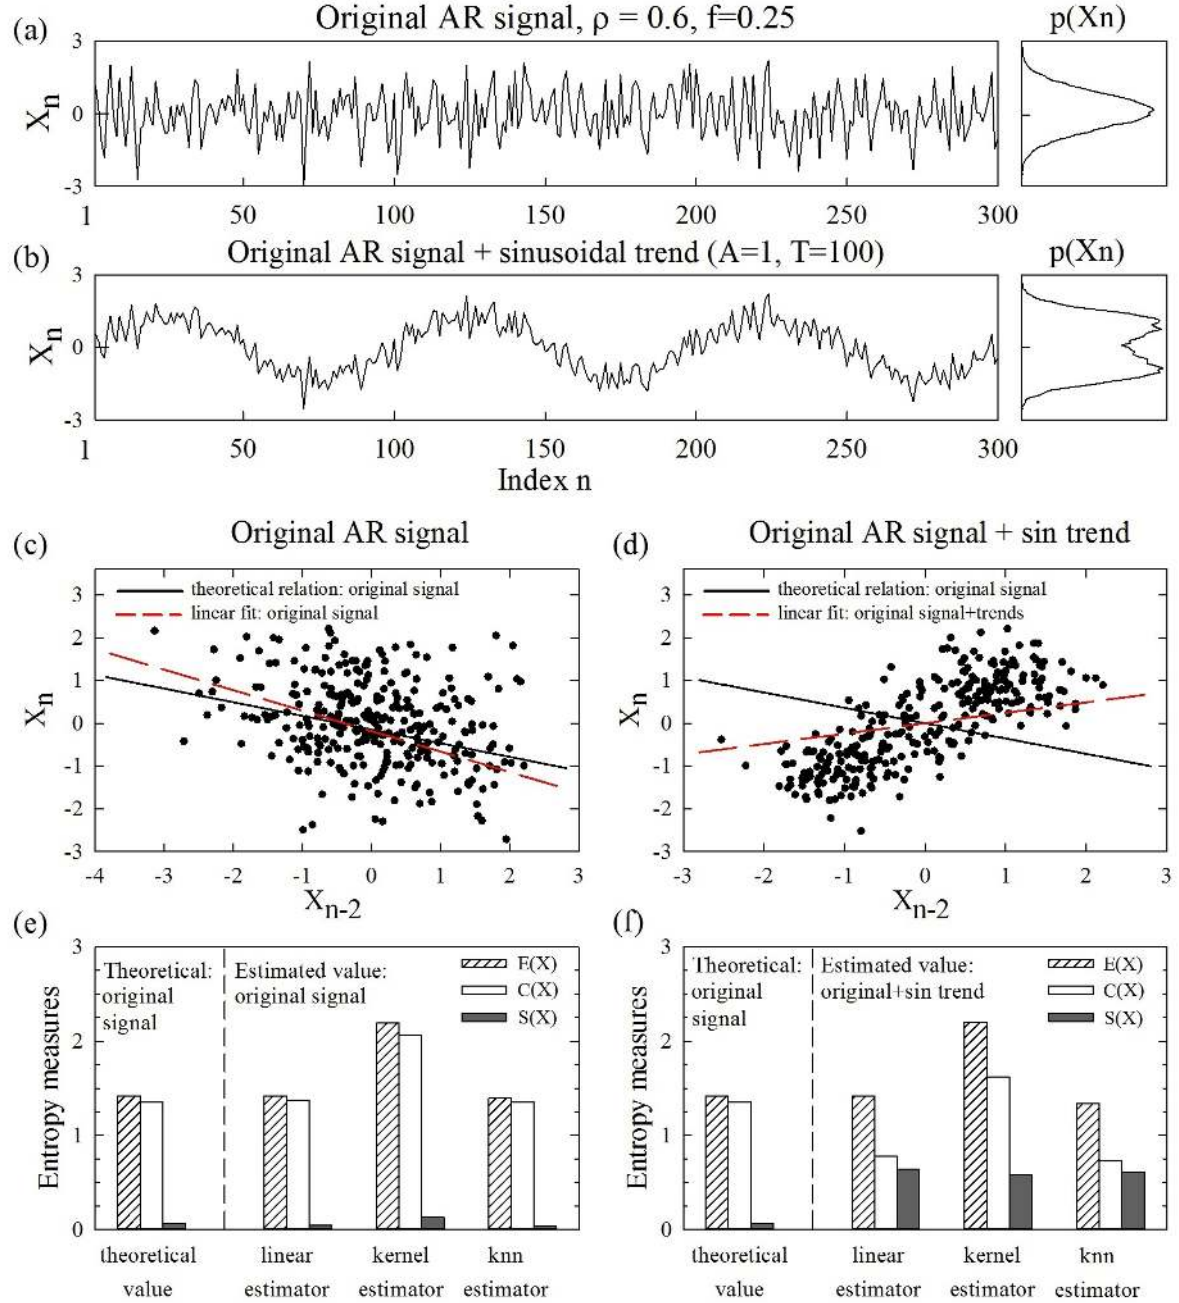 (a) Original AR signal, ρ = 0.6, f=0.25 p(Xn)
3
0
-3
Xn
1 50 100 150 200 250 300
(b) Original AR signal + sinusoidal trend (A=1, T=100) p(Xn)
3
0
-3
Xn
1 50 100 150 200 250 300
Index n
(c) Original AR signal
theoretical relation: original signal
linear fit: original signal
3
2
1
0
-1
-2
-3
Xn
-4 -3 -2 -1 0 1 2 3
Xn-2
(d) Original AR signal + sin trend
theoretical relation: original signal
linear fit: original signal+trends
3
2
1
0
-1
-2
-3
Xn
-3 -2 -1 0 1 2 3
Xn-2
(e)
3
2
1
0
Entropy measures
Theoretical:
original
signal
Estimated value:
original signal
E(X)
C(X)
S(X)
theoretical
value
linear
estimator
kernel
estimator
knn
estimator
(f)
3
2
1
0
Entropy measures
Theoretical:
original
signal
Estimated value:
original+sin trend
E(X)
C(X)
S(X)
theoretical
value
linear
estimator
kernel
estimator
knn
estimator